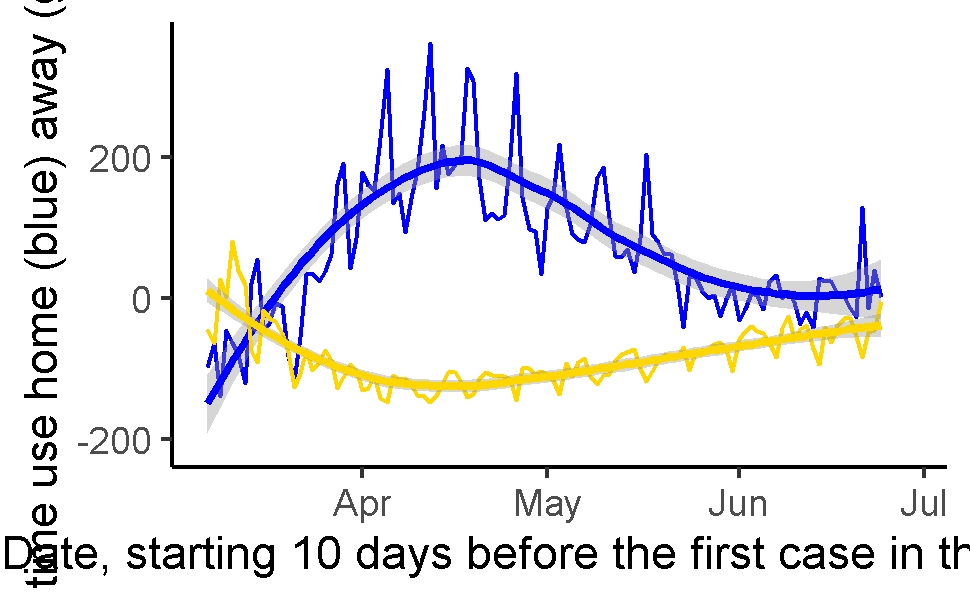 time use home (blue) away (
200
0
-200
Apr May Jun Jul
Date, starting 10 days before the first case in th